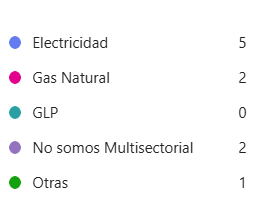 Electricidad 5
Gas Natural 2
GLP 0
No somos Multisectorial 2
Otras 1